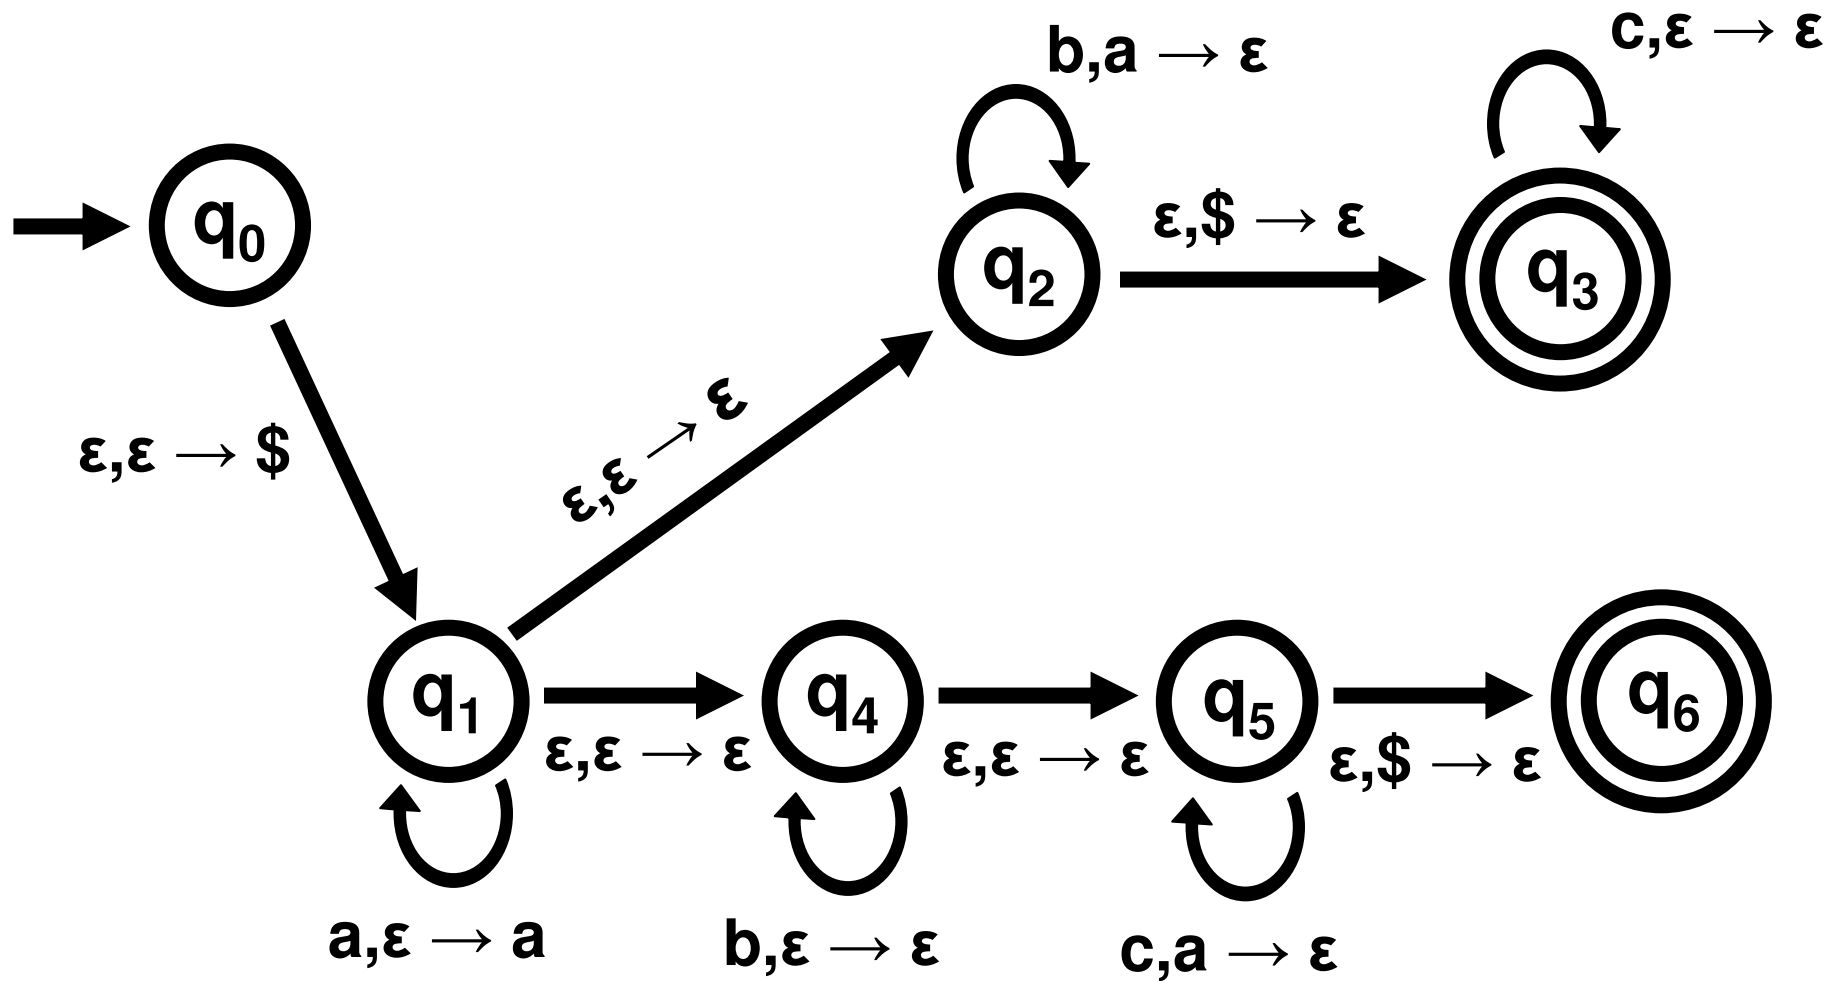 c,ε → ε
b,a → ε
q₀
ε,$ → ε
q₂
q₃
ε,ε → ε
ε,ε → $
q₁
q₄
q₅
q₆
ε,ε → ε
ε,ε → ε
ε,$ → ε
a,ε → a
b,ε → ε
c,a → ε